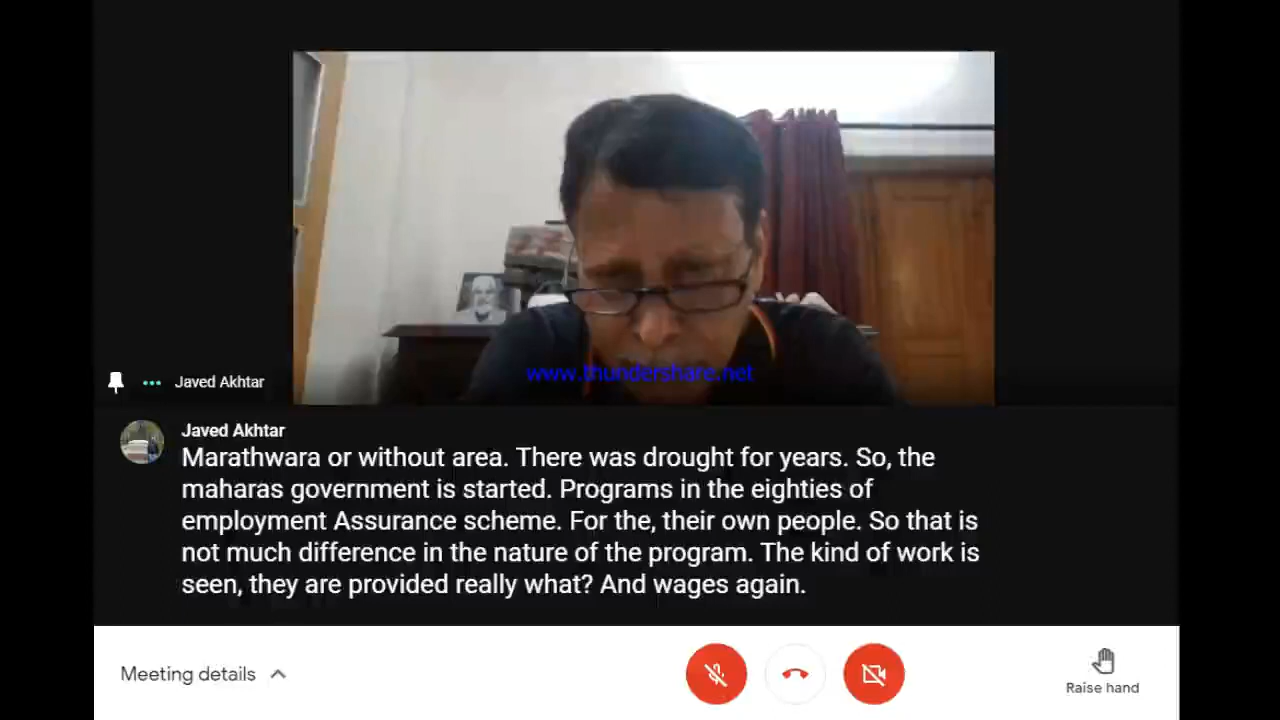 www.thundershare.net
Javed Akhtar
Javed Akhtar
Marathwara or without area. There was drought for years. So, the
maharas government is started. Programs in the eighties of
employment Assurance scheme. For the, their own people. So that is
not much difference in the nature of the program. The kind of work is
seen, they are provided really what? And wages again.
Meeting details
Raise hand